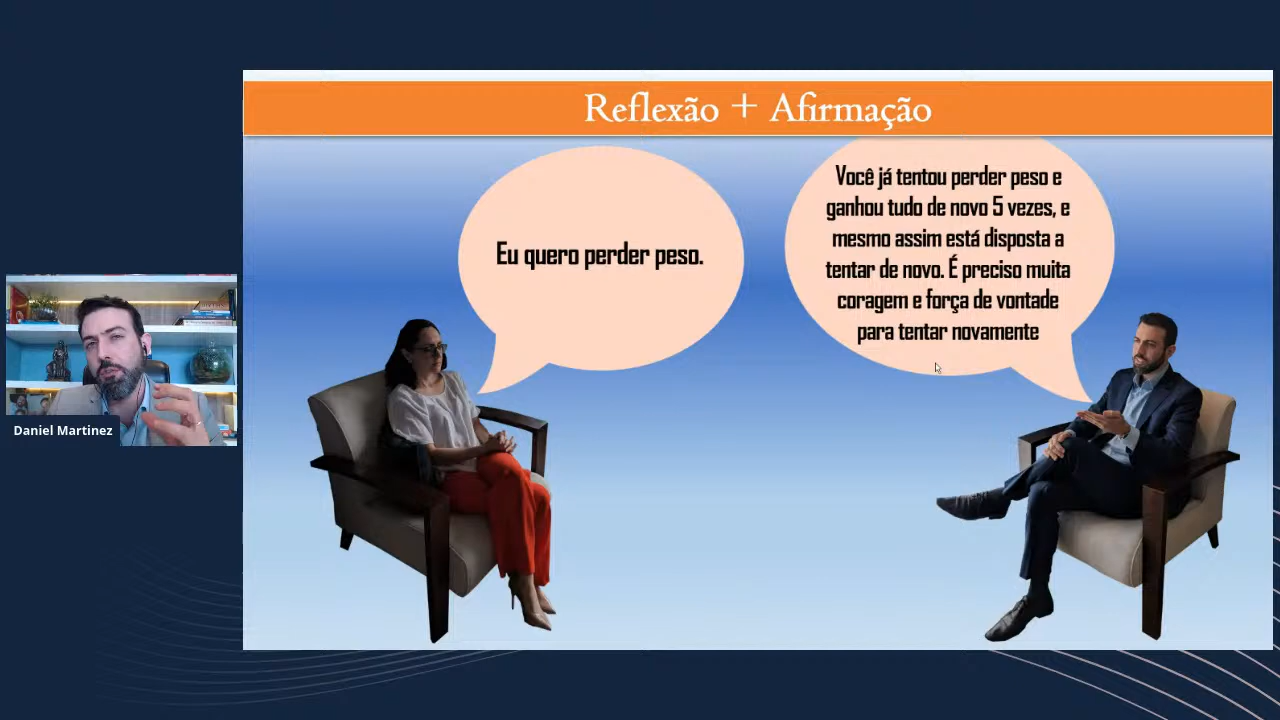 Reflexão + Afirmação
Eu quero perder peso.
Você já tentou perder peso e
ganhou tudo de novo 5 vezes, e
mesmo assim está disposta a
tentar de novo. É preciso muita
coragem e força de vontade
para tentar novamente
Daniel Martinez